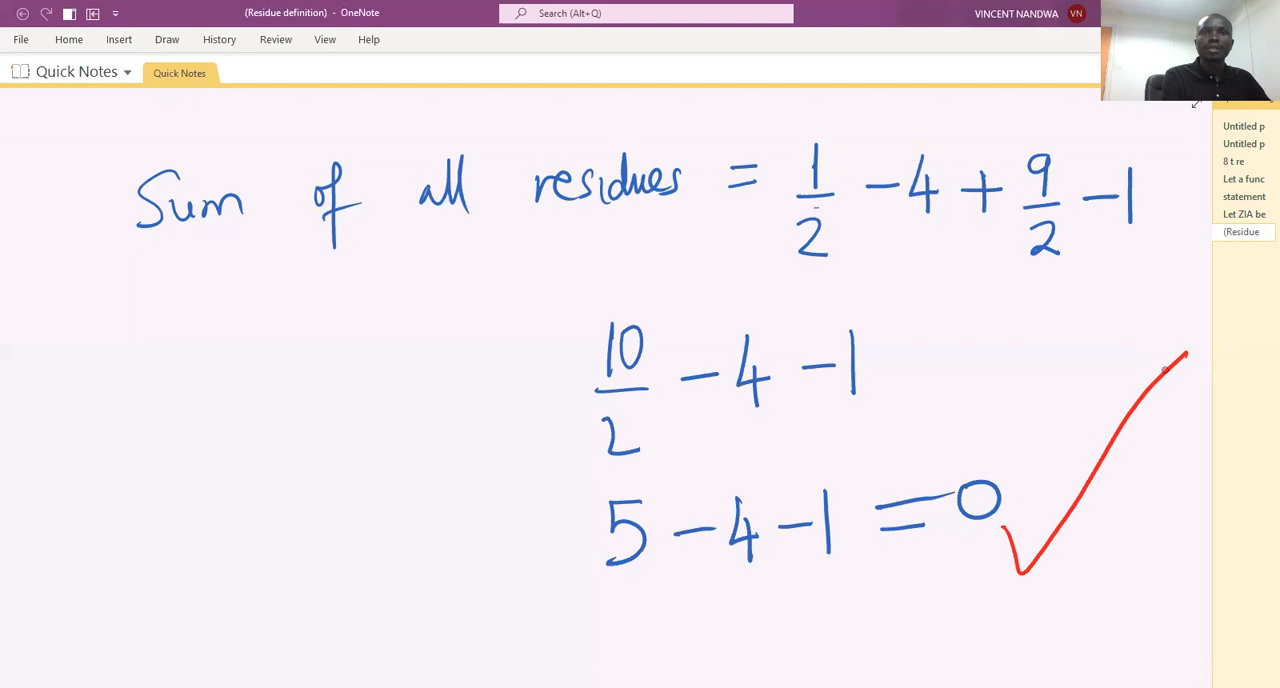 (Residue definition) - OneNote
Search (Alt+Q)
VINCENT NANDWA VN
File Home Insert Draw History Review View Help
Quick Notes Quick Notes
Untitled p
Untitled p
8 t re
Let a func
statement
Let ZIA be
(Residue
Sum of all residues = 1/2 - 4 + 9/2 - 1
10/2 - 4 - 1
5 - 4 - 1 = 0